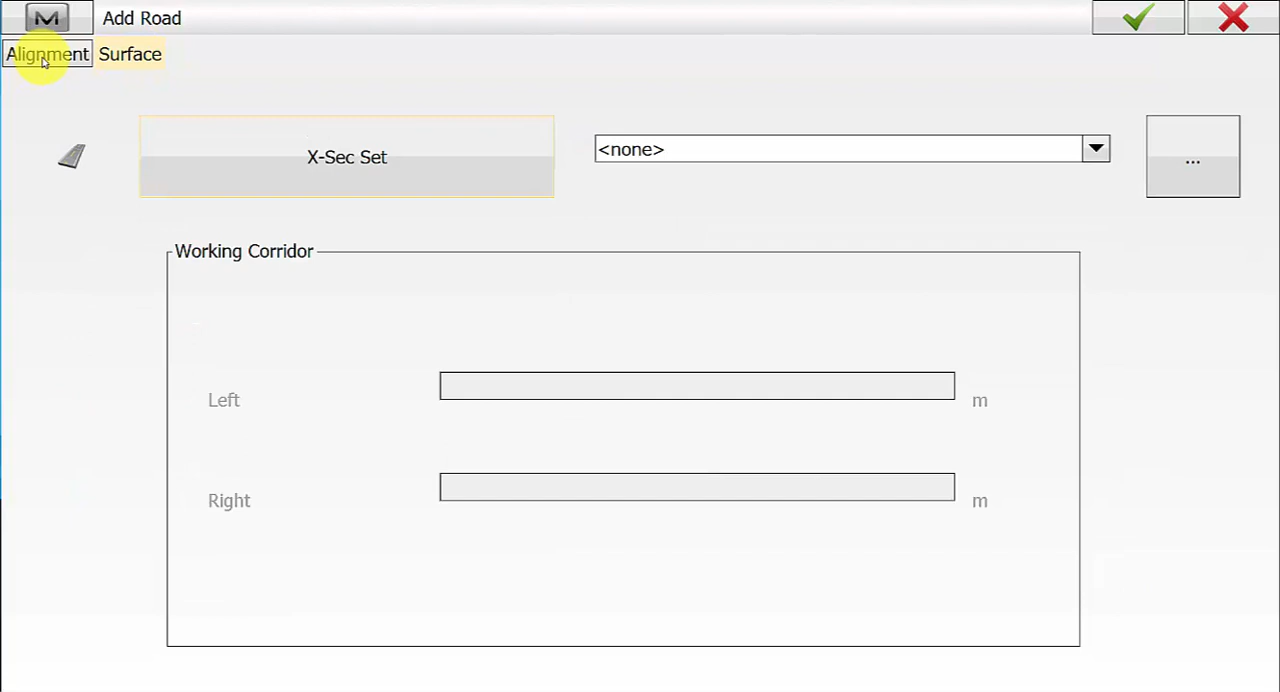 M Add Road
Alignment Surface
X-Sec Set <none> ...
Working Corridor
Left m
Right m